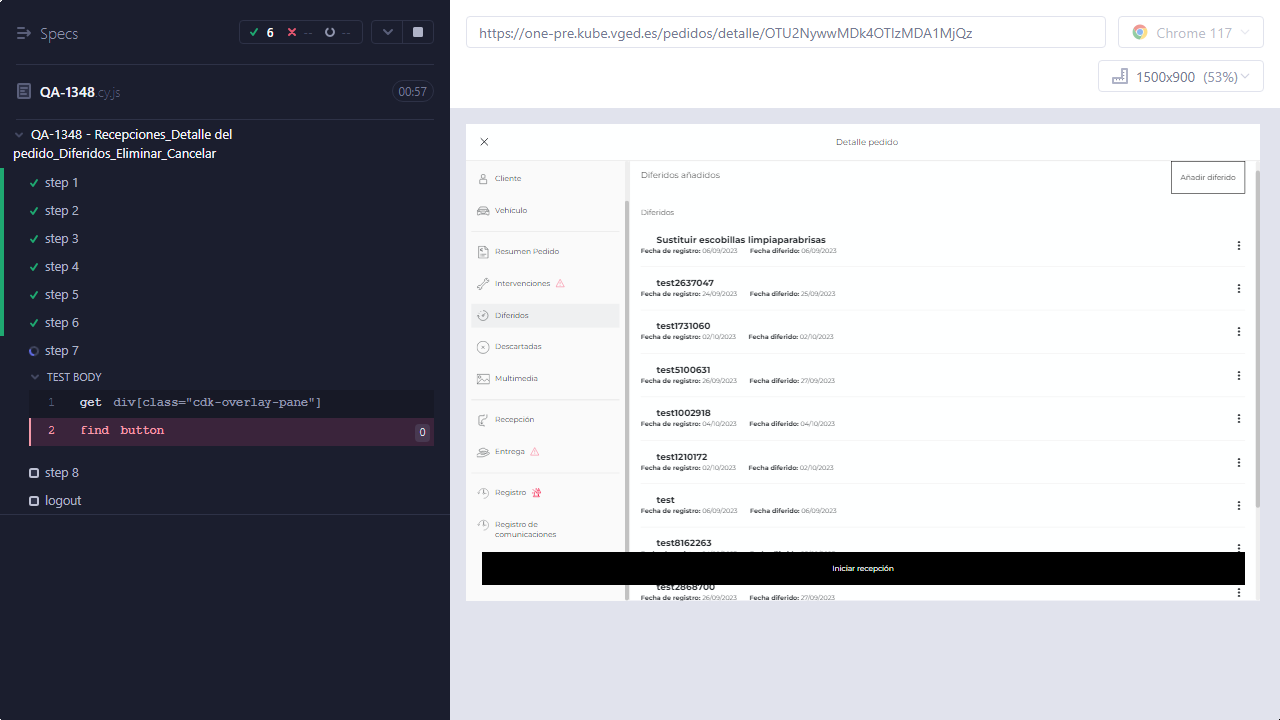 Specs
6
--
--
https://one-pre.kube.vged.es/pedidos/detalle/OTU2NywwMDk4OTIzMDA1MjQz
Chrome 117
1500x900 (53%)
QA-1348 cy.js
00:57
QA-1348 - Recepciones_Detalle del
pedido_Diferidos_Eliminar_Cancelar
step 1
step 2
step 3
step 4
step 5
step 6
step 7
TEST BODY
1 get div[class="cdk-overlay-pane"]
2 find button 0
step 8
logout
Detalle pedido
Cliente
Vehículo
Resumen Pedido
Intervenciones
Diferidos
Descartadas
Multimedia
Recepción
Entrega
Registro
Registro de
comunicaciones
Diferidos añadidos
Añadir diferido
Diferidos
Sustituir escobillas limpiaparabrisas
Fecha de registro: 06/09/2023 Fecha diferido: 06/09/2023
test2637047
Fecha de registro: 24/09/2023 Fecha diferido: 25/09/2023
test1731060
Fecha de registro: 02/10/2023 Fecha diferido: 02/10/2023
test5100631
Fecha de registro: 26/09/2023 Fecha diferido: 27/09/2023
test1002918
Fecha de registro: 04/10/2023 Fecha diferido: 04/10/2023
test1210172
Fecha de registro: 02/10/2023 Fecha diferido: 02/10/2023
test
Fecha de registro: 06/09/2023 Fecha diferido: 06/09/2023
test8162263
Iniciar recepción
test2868700
Fecha de registro: 26/09/2023 Fecha diferido: 27/09/2023